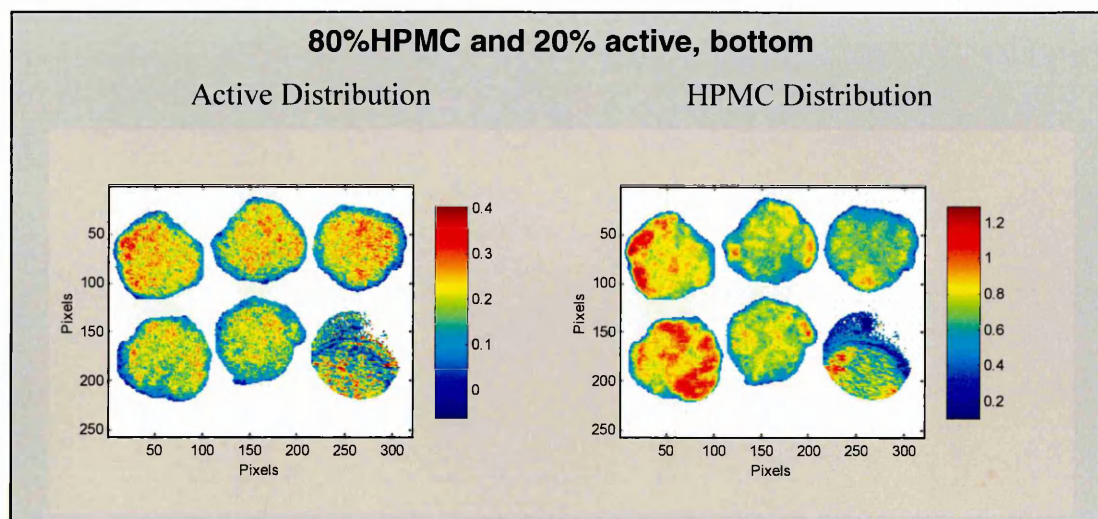 80%HPMC and 20% active, bottom
Active Distribution
HPMC Distribution
50
100
150
200
250
Pixels
50 100 150 200 250 300
Pixels
0.4
0.3
0.2
0.1
0
50
100
150
200
250
Pixels
50 100 150 200 250 300
Pixels
1.2
1
0.8
0.6
0.4
0.2